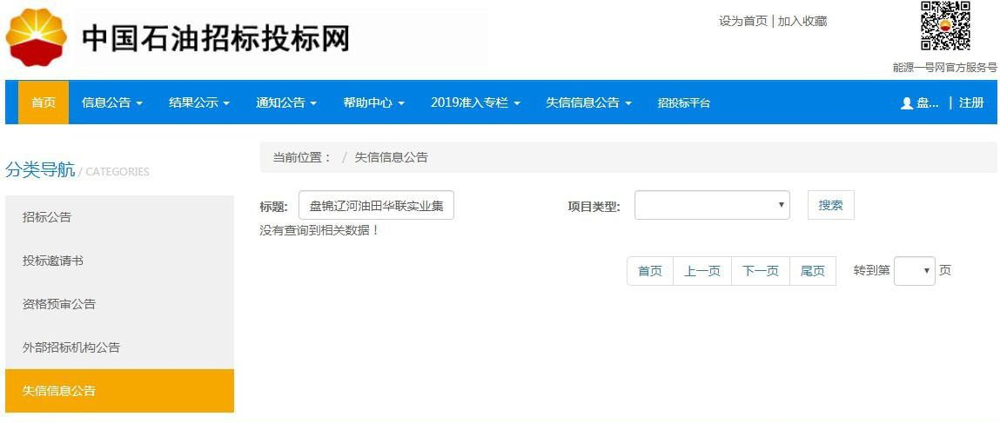 中国石油招标投标网
设为首页 | 加入收藏
能源一号网官方服务号
首页 信息公告 结果公示 通知公告 帮助中心 2019准入专栏 失信信息公告 招投标平台 盘... | 注册
分类导航 / CATEGORIES
招标公告
投标邀请书
资格预审公告
外部招标机构公告
失信信息公告
当前位置： / 失信信息公告
标题: 盘锦辽河油田华联实业集 项目类型: 搜索
没有查询到相关数据！
首页 上一页 下一页 尾页 转到第 页